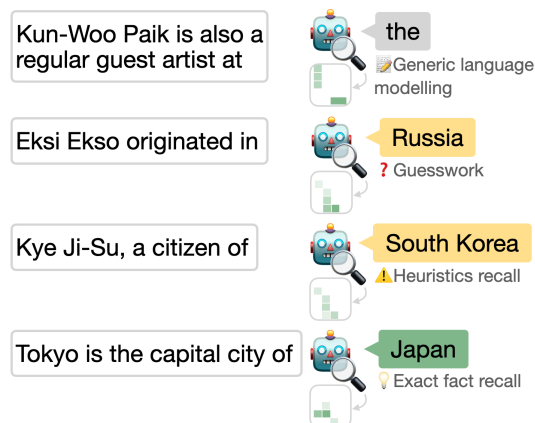 Kun-Woo Paik is also a
regular guest artist at
the
Generic language
modelling
Eksi Ekso originated in
Russia
Guesswork
Kye Ji-Su, a citizen of
South Korea
Heuristics recall
Tokyo is the capital city of
Japan
Exact fact recall